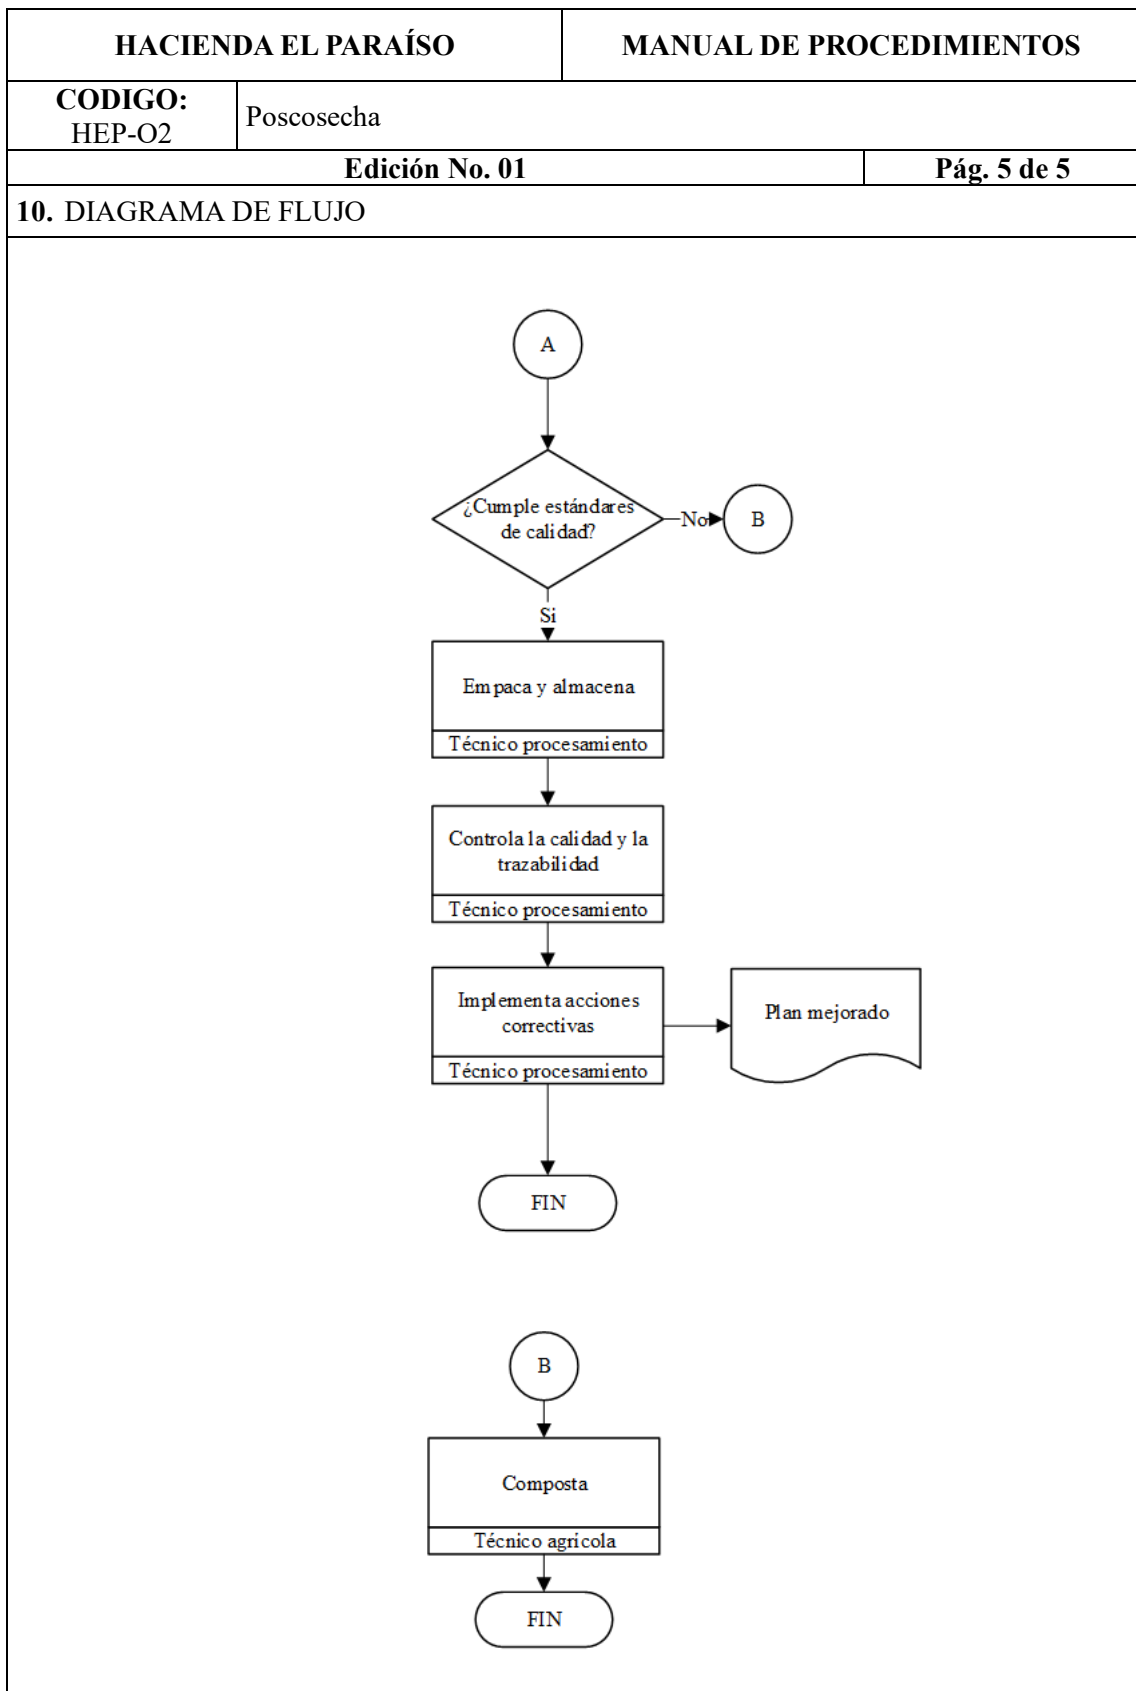 HACIENDA EL PARAÍSO
MANUAL DE PROCEDIMIENTOS
CODIGO:
HEP-O2
Poscosecha
Edición No. 01
Pág. 5 de 5
10. DIAGRAMA DE FLUJO
A
¿Cumple estándares
de calidad?
No
B
Si
Empaca y almacena
Técnico procesamiento
Controla la calidad y la
trazabilidad
Técnico procesamiento
Implementa acciones
correctivas
Técnico procesamiento
Plan mejorado
FIN
B
Composta
Técnico agrícola
FIN